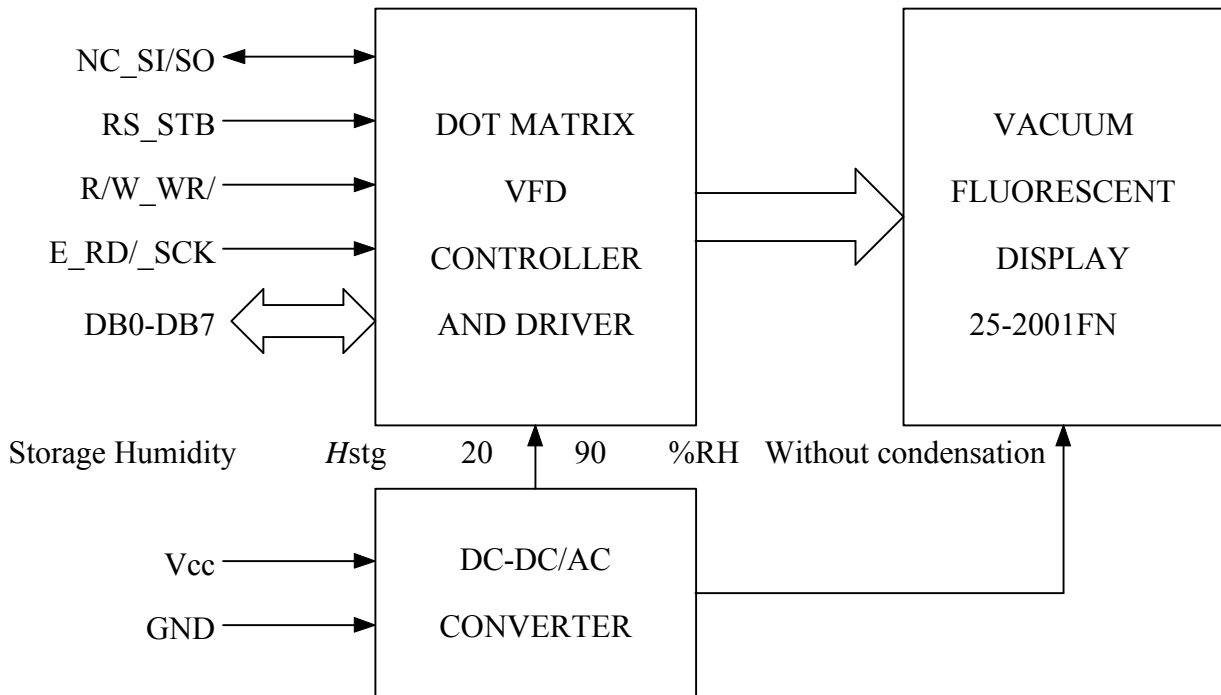 NC_SI/SO
RS_STB
R/W_WR/
E_RD/_SCK
DB0-DB7
DOT MATRIX
VFD
CONTROLLER
AND DRIVER
VACUUM
FLUORESCENT
DISPLAY
25-2001FN
Storage Humidity Hstg 20 90 %RH Without condensation
Vcc
GND
DC-DC/AC
CONVERTER